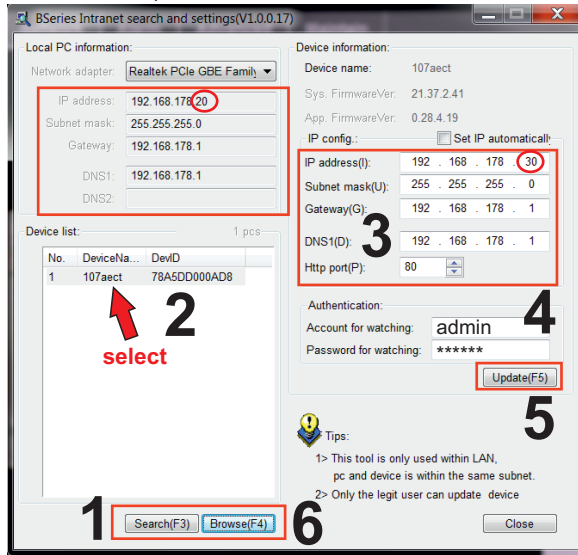 BSeries Intranet search and settings(V1.0.0.17)
Local PC information:
Network adapter: Realtek PCIe GBE Family
IP address: 192.168.178.20
Subnet mask: 255.255.255.0
Gateway: 192.168.178.1
DNS1: 192.168.178.1
DNS2:
Device list: 1 pcs
No. DeviceNa... DevID
1 107aect 78A5DD000AD8
2
select
1
Search(F3) Browse(F4)
6
Device information:
Device name: 107aect
Sys. FirmwareVer: 21.37.2.41
App. FirmwareVer: 0.28.4.19
IP config.: Set IP automatically
IP address(I): 192 . 168 . 178 . 30
Subnet mask(U): 255 . 255 . 255 . 0
Gateway(G): 192 . 168 . 178 . 1
3
DNS1(D): 192 . 168 . 178 . 1
Http port(P): 80
Authentication:
4
Account for watching: admin
Password for watching: ******
Update(F5)
5
Tips:
1> This tool is only used within LAN,
pc and device is within the same subnet.
2> Only the legit user can update device
Close